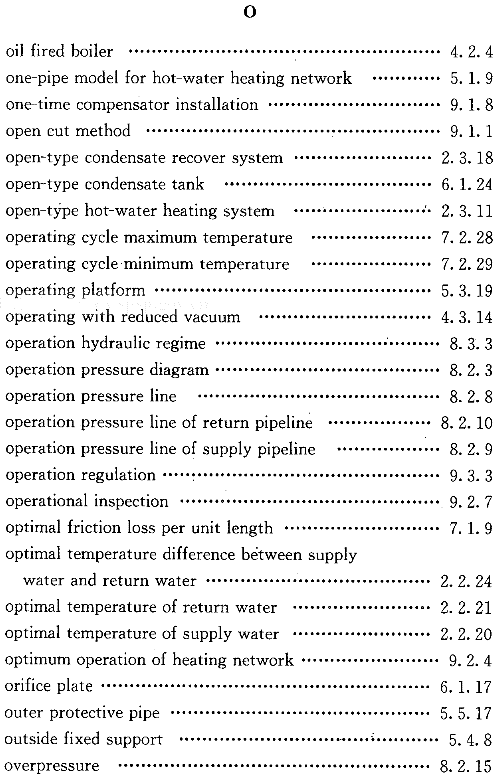 O
oil fired boiler ………………………………………………… 4. 2. 4
one-pipe model for hot-water heating network ………… 5. 1. 9
one-time compensator installation ………………………… 9. 1. 8
open cut method ……………………………………………… 9. 1. 1
open-type condensate recover system …………………… 2. 3. 18
open-type condensate tank ………………………………… 6. 1. 24
open-type hot-water heating system ……………………… 2. 3. 11
operating cycle maximum temperature ………………… 7. 2. 28
operating cycle minimum temperature ………………… 7. 2. 29
operating platform …………………………………………… 5. 3. 19
operating with reduced vacuum …………………………… 4. 3. 14
operation hydraulic regime ………………………………… 8. 3. 3
operation pressure diagram ………………………………… 8. 2. 3
operation pressure line ……………………………………… 8. 2. 8
operation pressure line of return pipeline ……………… 8. 2. 10
operation pressure line of supply pipeline ……………… 8. 2. 9
operation regulation ………………………………………… 9. 3. 3
operational inspection ……………………………………… 9. 2. 7
optimal friction loss per unit length ……………………… 7. 1. 9
optimal temperature difference between supply
water and return water …………………………………… 2. 2. 24
optimal temperature of return water …………………… 2. 2. 21
optimal temperature of supply water …………………… 2. 2. 20
optimum operation of heating network …………………… 9. 2. 4
orifice plate …………………………………………………… 6. 1. 17
outer protective pipe ………………………………………… 5. 5. 17
outside fixed support ………………………………………… 5. 4. 8
overpressure ………………………………………………… 8. 2. 15